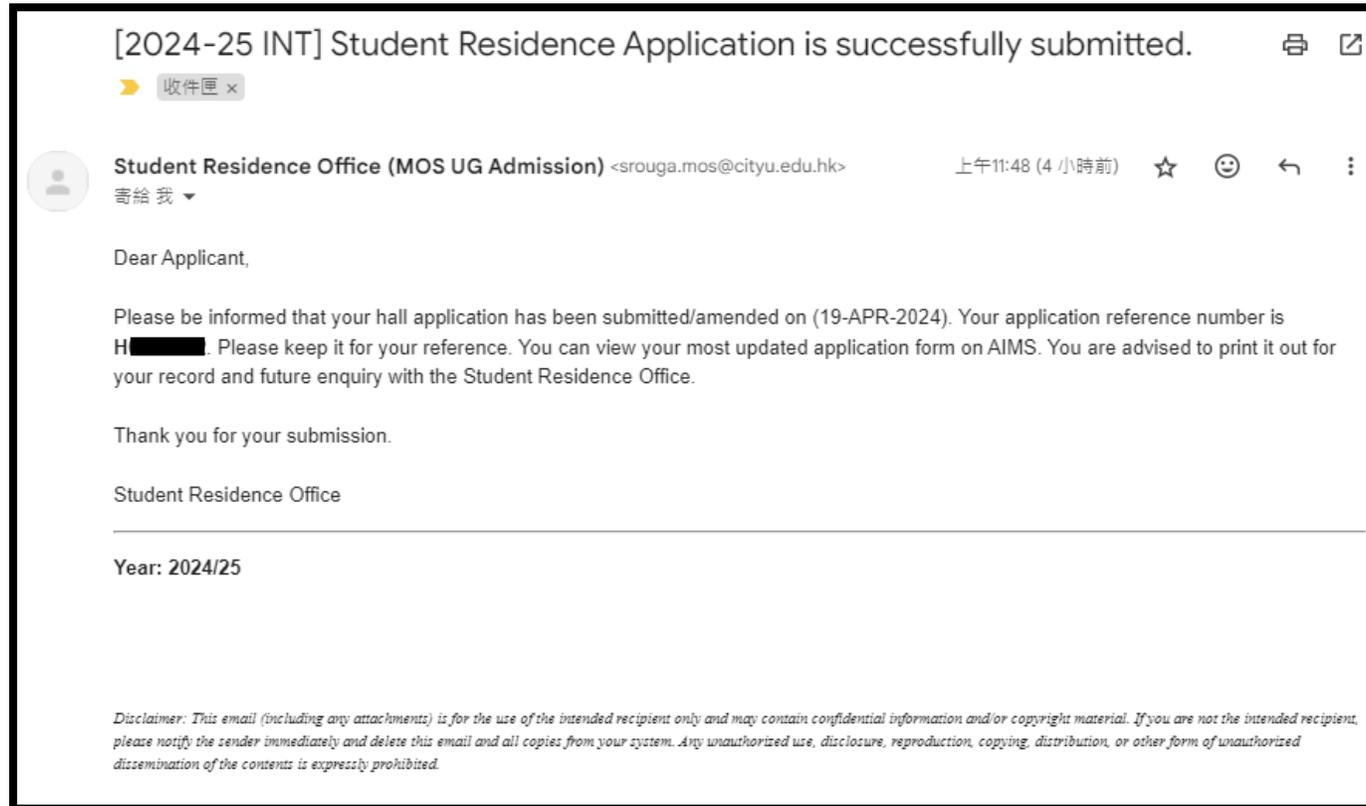 [2024-25 INT] Student Residence Application is successfully submitted.
收件匣 ×
Student Residence Office (MOS UG Admission) <srouga.mos@cityu.edu.hk>
上午11:48 (4 小時前)
寄給 我
Dear Applicant,
Please be informed that your hall application has been submitted/amended on (19-APR-2024). Your application reference number is
H. Please keep it for your reference. You can view your most updated application form on AIMS. You are advised to print it out for
your record and future enquiry with the Student Residence Office.
Thank you for your submission.
Student Residence Office
Year: 2024/25
Disclaimer: This email (including any attachments) is for the use of the intended recipient only and may contain confidential information and/or copyright material. If you are not the intended recipient,
please notify the sender immediately and delete this email and all copies from your system. Any unauthorized use, disclosure, reproduction, copying, distribution, or other form of unauthorized
dissemination of the contents is expressly prohibited.